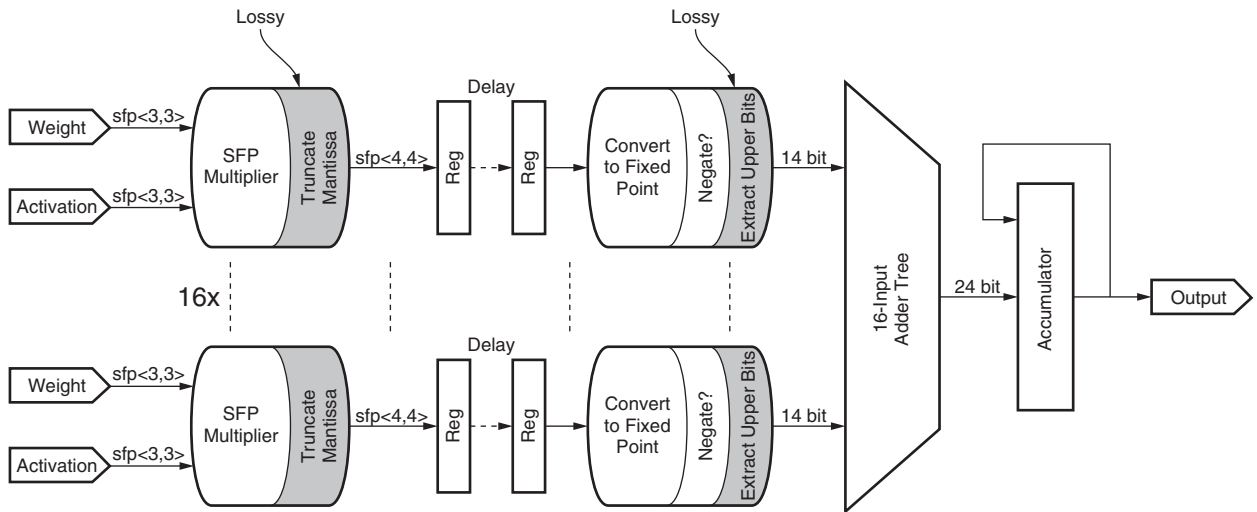 Lossy
Lossy
Weight
sfp<3,3>
Activation
sfp<3,3>
SFP
Multiplier
Truncate
Mantissa
sfp<4,4>
Delay
Reg
Reg
Convert
to Fixed
Point
Negate?
Extract Upper Bits
14 bit
16x
Weight
sfp<3,3>
Activation
sfp<3,3>
SFP
Multiplier
Truncate
Mantissa
sfp<4,4>
Delay
Reg
Reg
Convert
to Fixed
Point
Negate?
Extract Upper Bits
14 bit
16-Input
Adder Tree
24 bit
Accumulator
Output